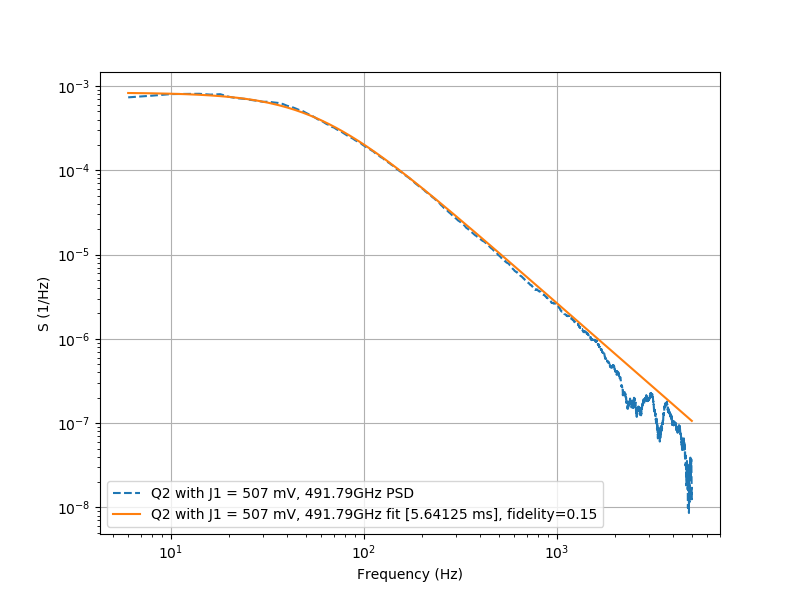 S (1/Hz)
10⁻³
10⁻⁴
10⁻⁵
10⁻⁶
10⁻⁷
10⁻⁸
Q2 with J1 = 507 mV, 491.79GHz PSD
Q2 with J1 = 507 mV, 491.79GHz fit [5.64125 ms], fidelity=0.15
10¹ 10² 10³
Frequency (Hz)